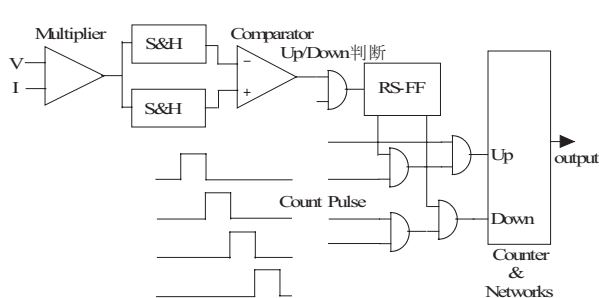 Multiplier
Comparator
S&H
Up/Down判断
V
−
RS-FF
I
S&H
+
Up
output
Count Pulse
Down
Counter
&
Networks